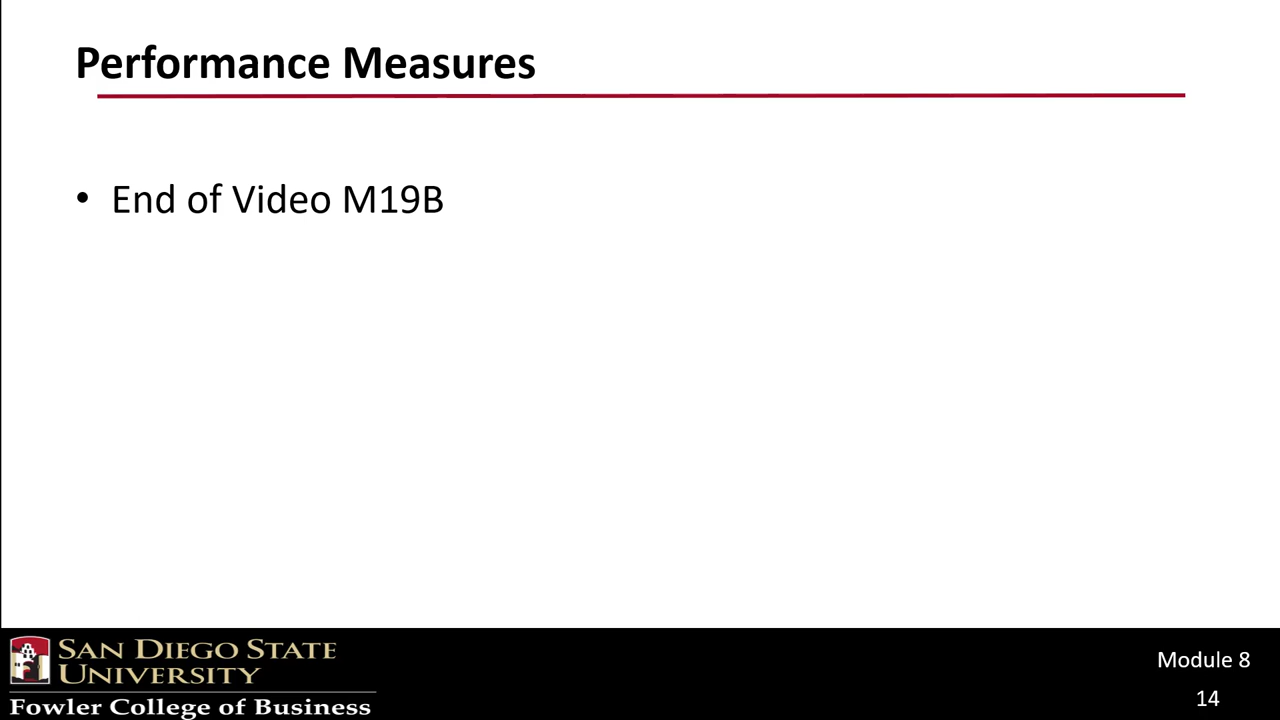 Performance Measures
• End of Video M19B
SAN DIEGO STATE
UNIVERSITY
Fowler College of Business
Module 8
14